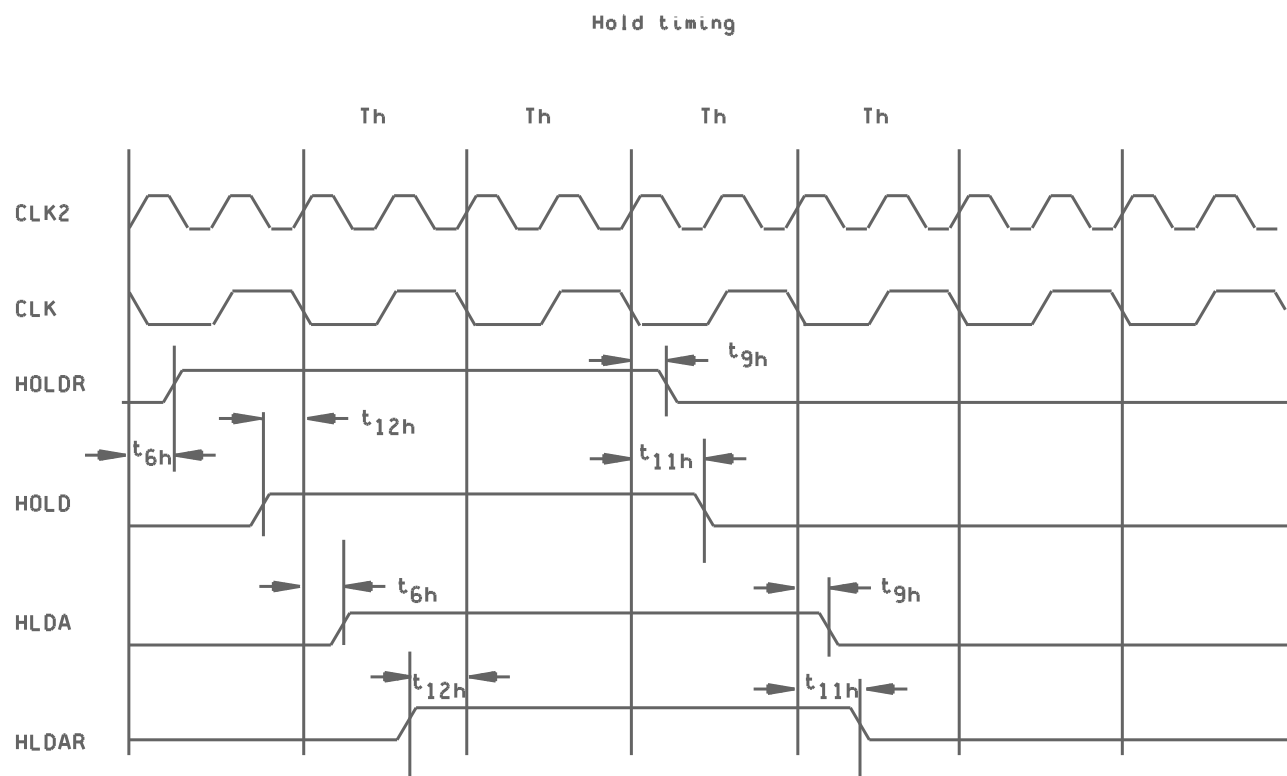 Hold timing
Th Th Th Th
CLK2
CLK
t9h
HOLDR
t12h
t6h
t11h
HOLD
t6h
t9h
HLDA
t12h
t11h
HLDAR